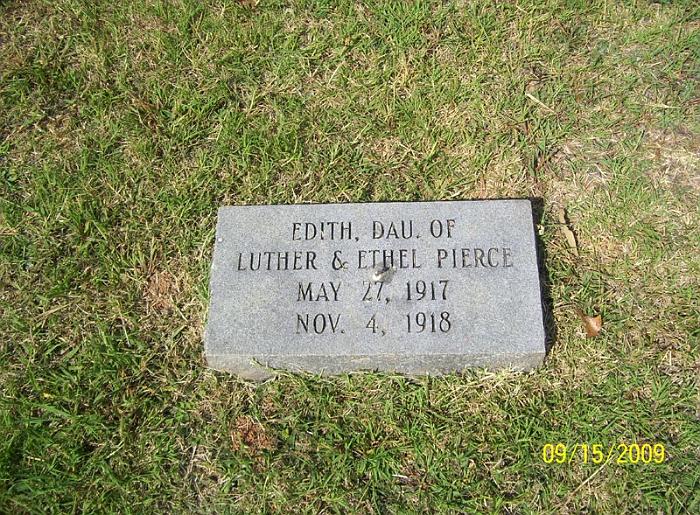 EDITH, DAU. OF
LUTHER & ETHEL PIERCE
MAY 27, 1917
NOV. 4, 1918
09/15/2009